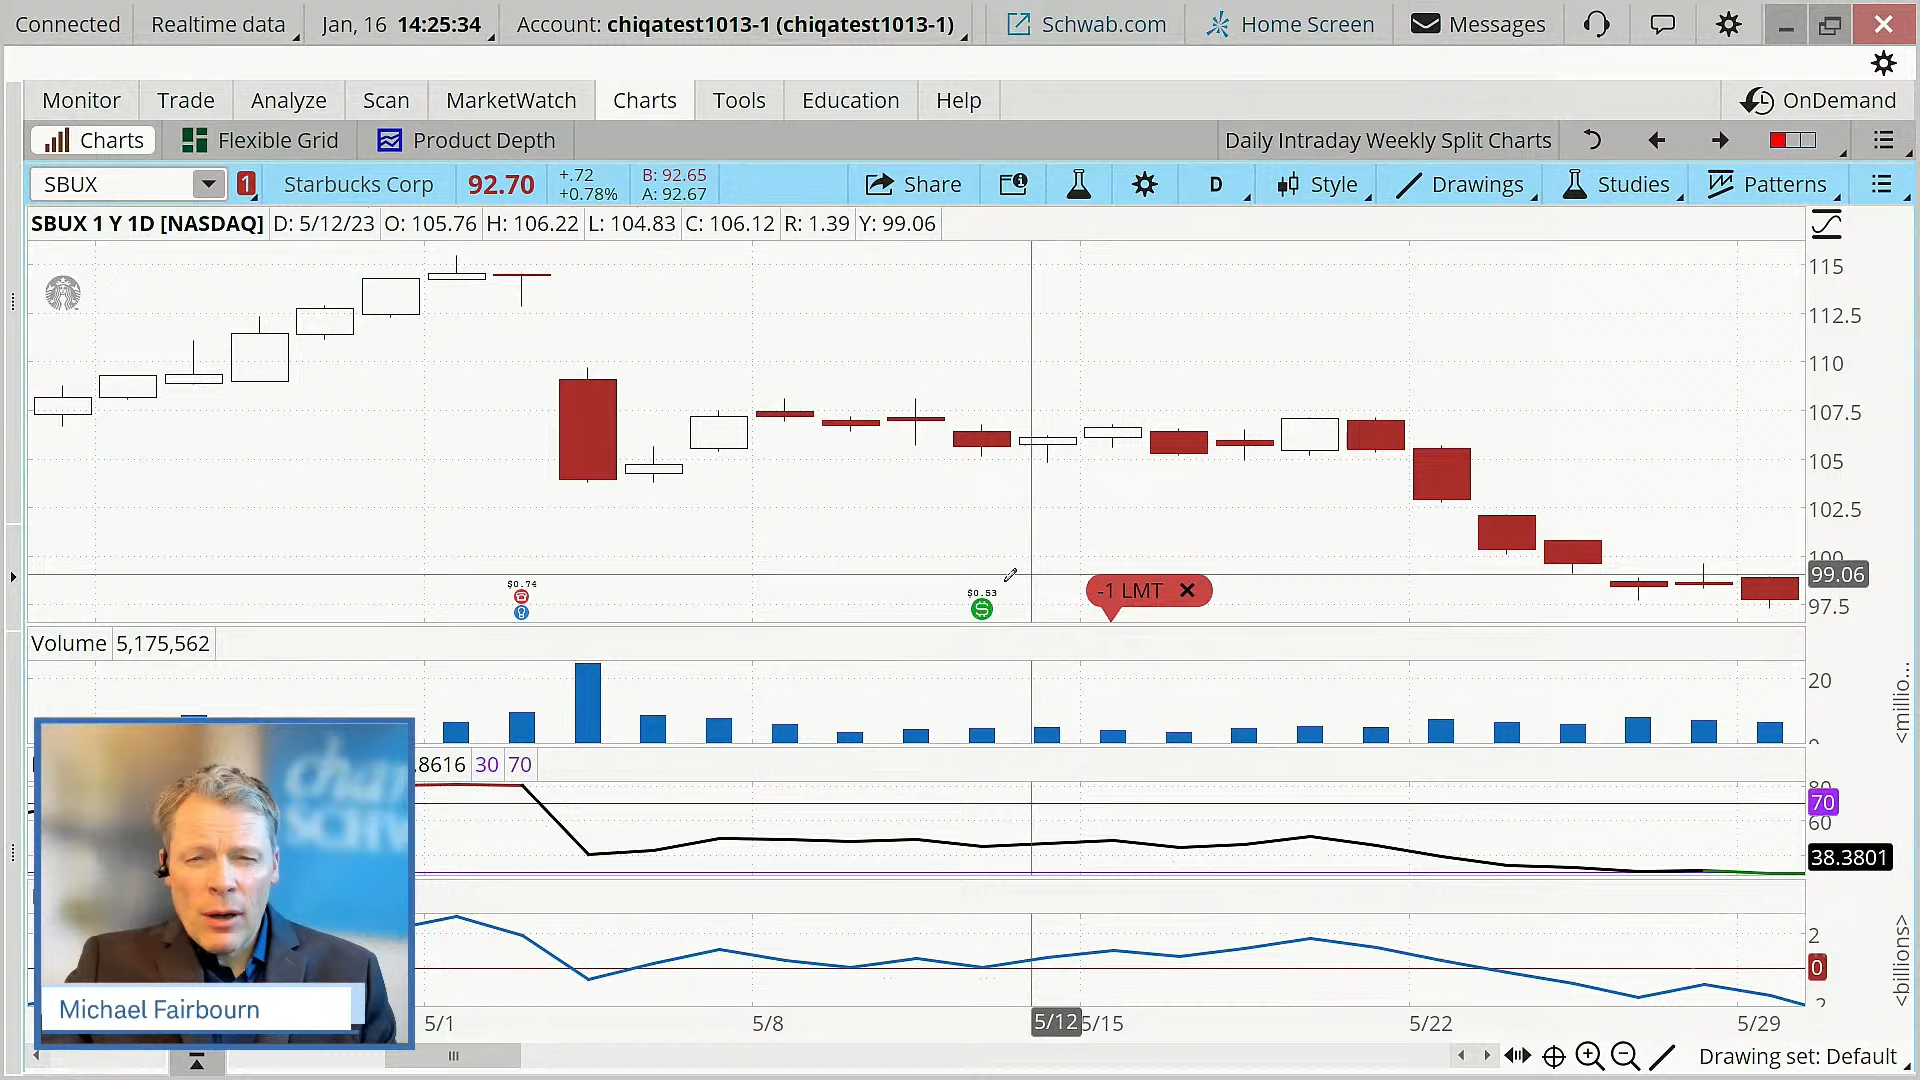 Connected Realtime data Jan, 16 14:25:34 Account: chiqatest1013-1 (chiqatest1013-1) Schwab.com Home Screen Messages
Monitor Trade Analyze Scan MarketWatch Charts Tools Education Help OnDemand
Charts Flexible Grid Product Depth Daily Intraday Weekly Split Charts
SBUX 1 Starbucks Corp 92.70 +.72 +0.78% B: 92.65 A: 92.67 Share D Style Drawings Studies Patterns
SBUX 1 Y 1D [NASDAQ] D: 5/12/23 O: 105.76 H: 106.22 L: 104.83 C: 106.12 R: 1.39 Y: 99.06
115
112.5
110
107.5
105
102.5
100
99.06
97.5
$0.74
$0.53
-1 LMT
Volume 5,175,562
20
<millio...
.8616 30 70
80
70
60
38.3801
2
0
<billions>
Michael Fairbourn
5/1 5/8 5/12 5/15 5/22 5/29
Drawing set: Default